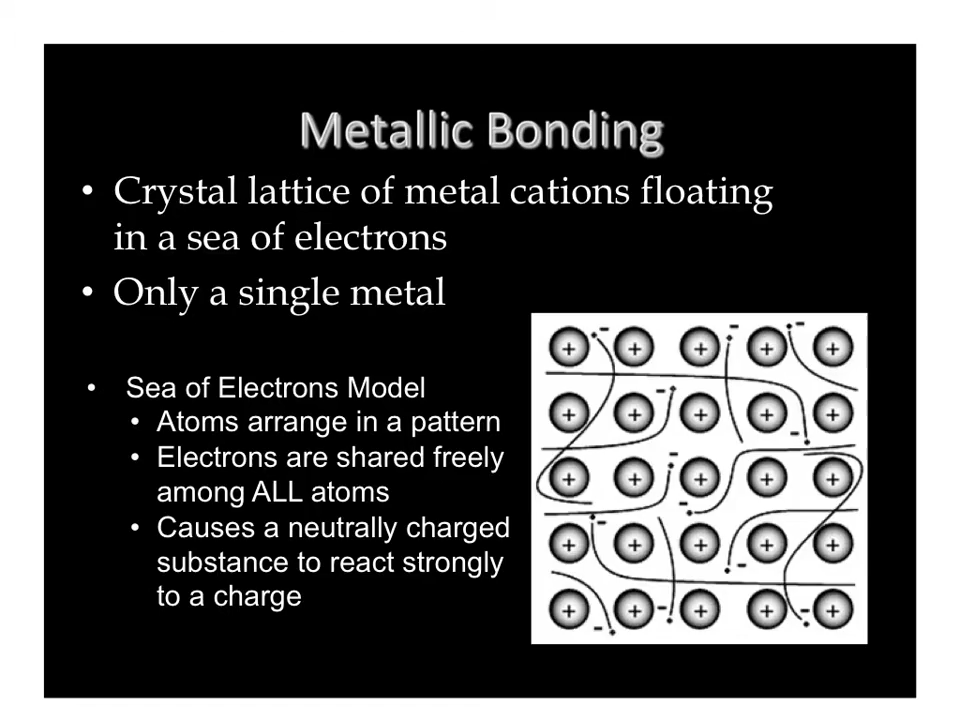 Metallic Bonding
• Crystal lattice of metal cations floating
in a sea of electrons
• Only a single metal
• Sea of Electrons Model
• Atoms arrange in a pattern
• Electrons are shared freely
among ALL atoms
• Causes a neutrally charged
substance to react strongly
to a charge
+ - + + - + - +
+ - + + + - +
+ + - + - + +
+ - + + - + +
+ - + - + + - +